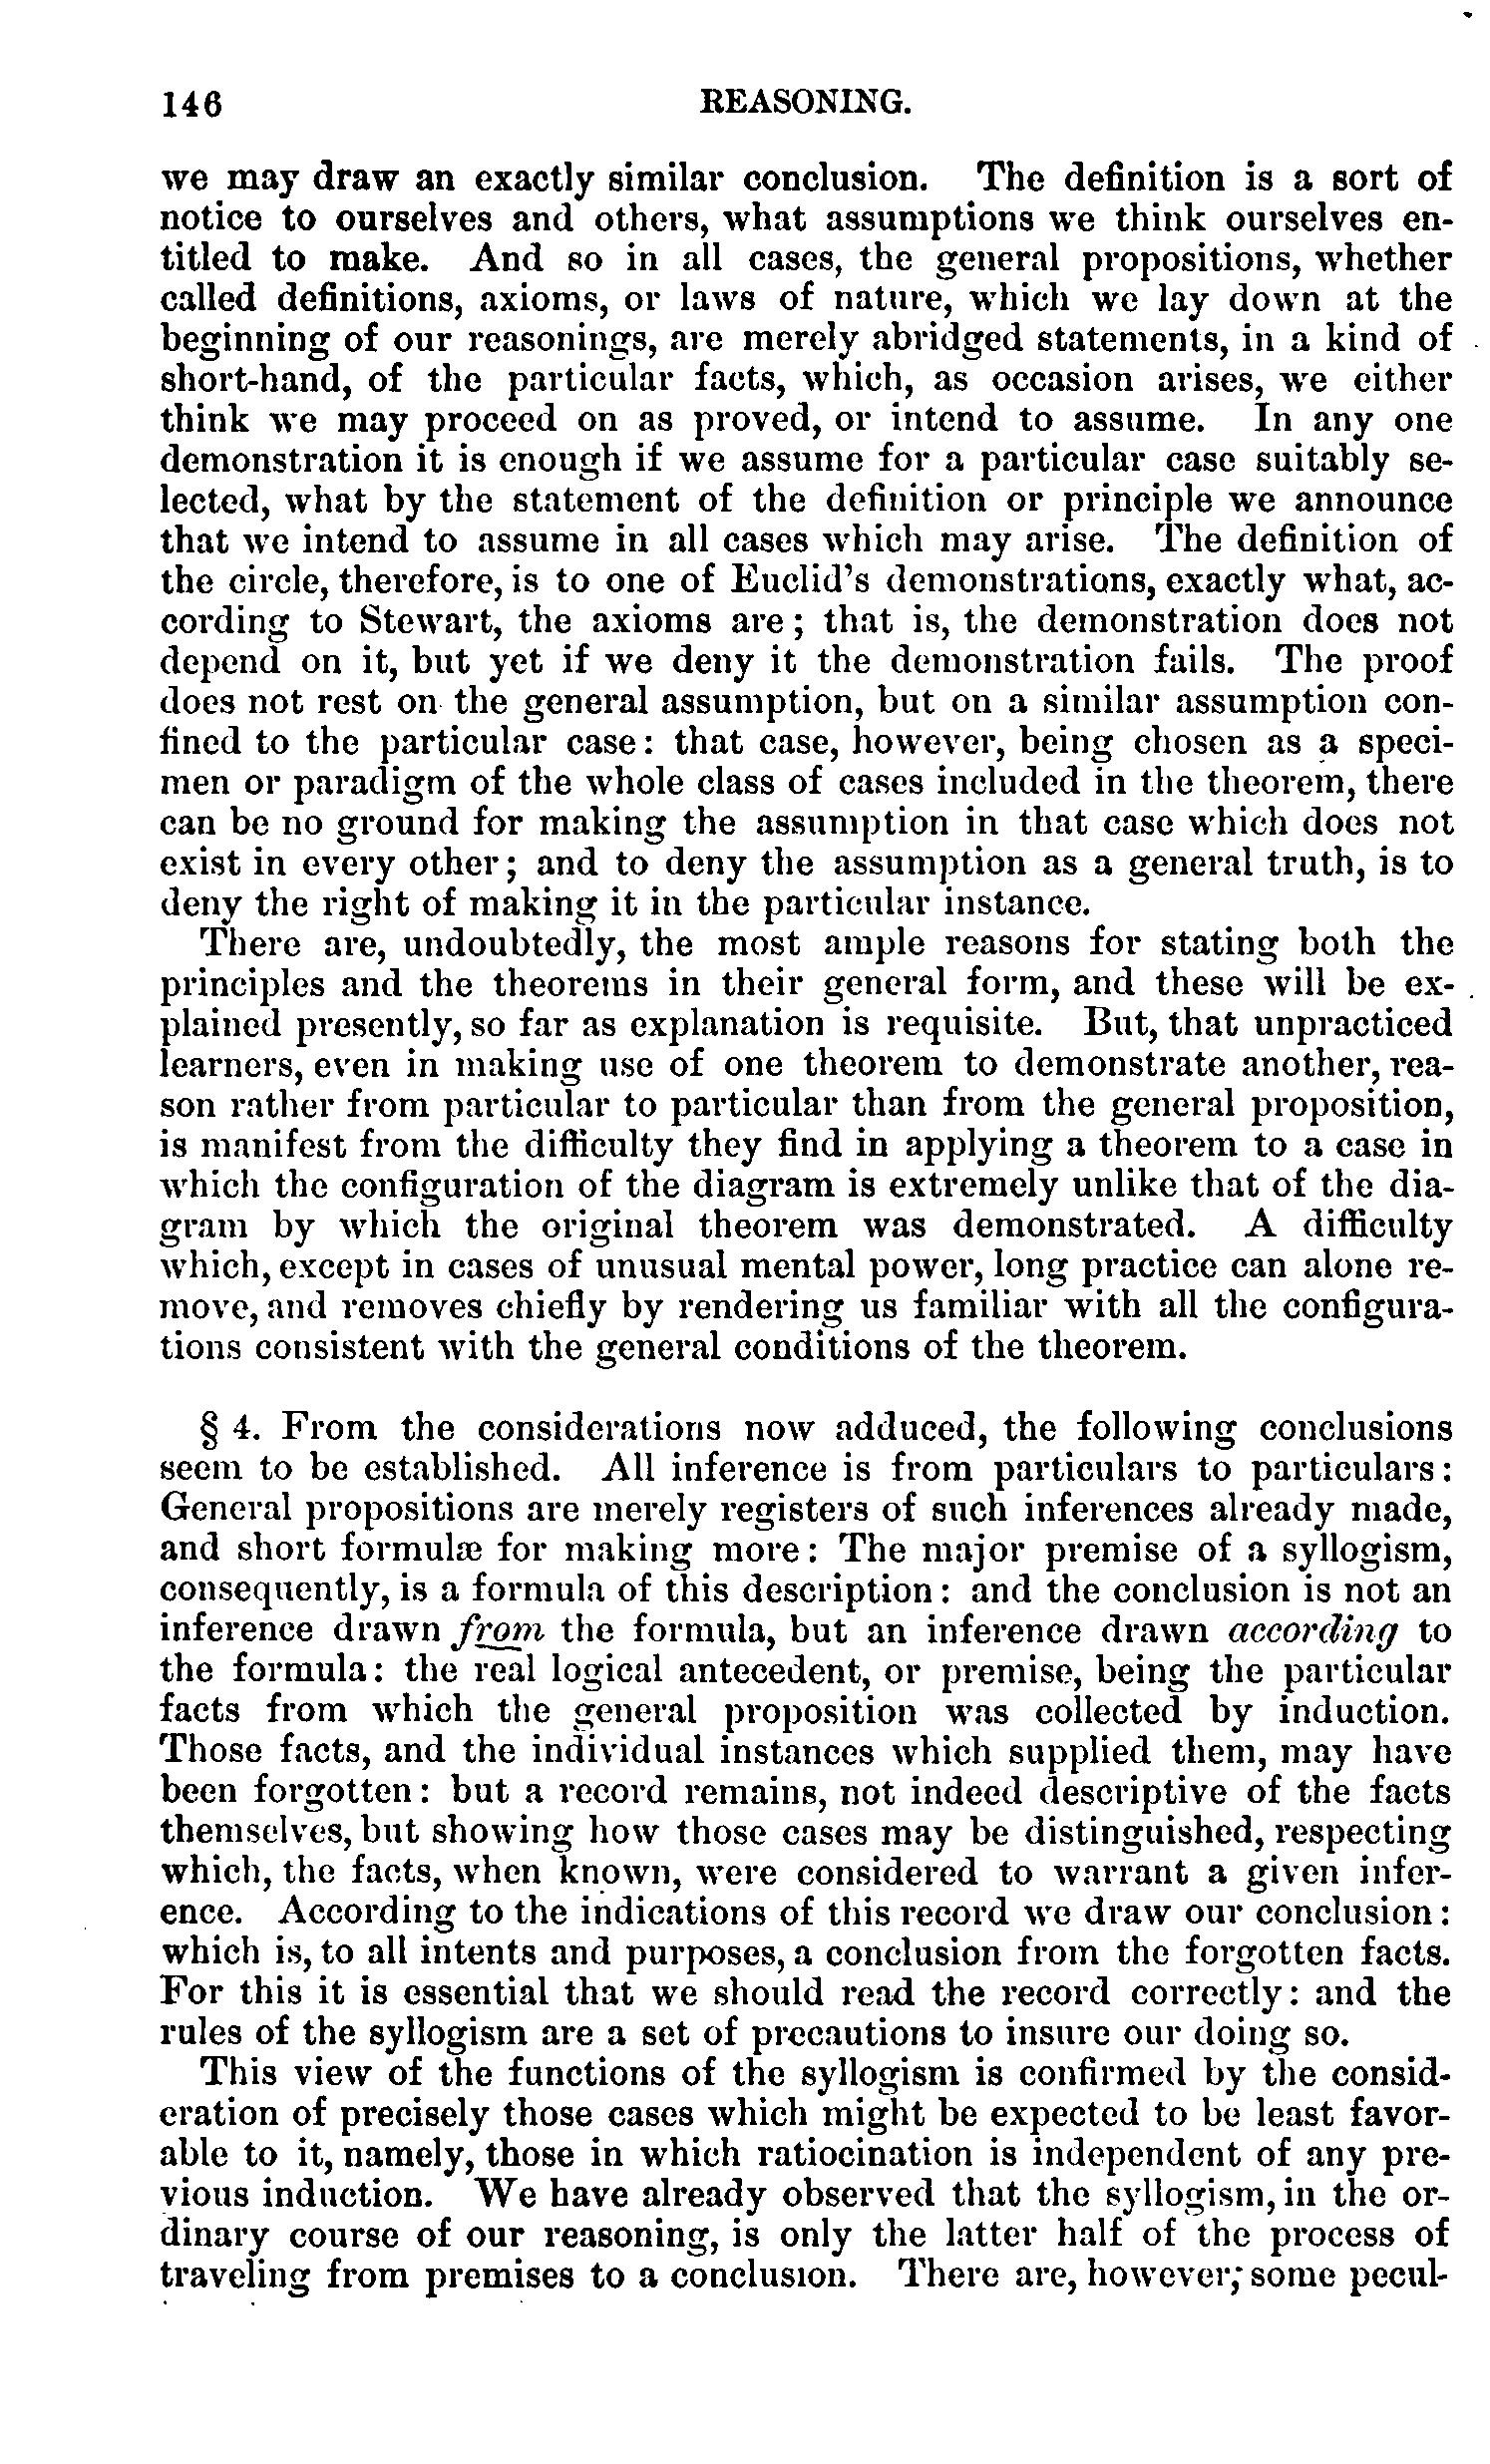 146 REASONING.
we may draw an exactly similar conclusion. The definition is a sort of
notice to ourselves and others, what assumptions we think ourselves en-
titled to make. And so in all cases, the general propositions, whether
called definitions, axioms, or laws of nature, which we lay down at the
beginning of our reasonings, are merely abridged statements, in a kind of
short-hand, of the particular facts, which, as occasion arises, we either
think we may proceed on as proved, or intend to assume. In any one
demonstration it is enough if we assume for a particular case suitably se-
lected, what by the statement of the definition or principle we announce
that we intend to assume in all cases which may arise. The definition of
the circle, therefore, is to one of Euclid's demonstrations, exactly what, ac-
cording to Stewart, the axioms are; that is, the demonstration does not
depend on it, but yet if we deny it the demonstration fails. The proof
does not rest on the general assumption, but on a similar assumption con-
fined to the particular case: that case, however, being chosen as a speci-
men or paradigm of the whole class of cases included in the theorem, there
can be no ground for making the assumption in that case which does not
exist in every other; and to deny the assumption as a general truth, is to
deny the right of making it in the particular instance.
There are, undoubtedly, the most ample reasons for stating both the
principles and the theorems in their general form, and these will be ex-
plained presently, so far as explanation is requisite. But, that unpracticed
learners, even in making use of one theorem to demonstrate another, rea-
son rather from particular to particular than from the general proposition,
is manifest from the difficulty they find in applying a theorem to a case in
which the configuration of the diagram is extremely unlike that of the dia-
gram by which the original theorem was demonstrated. A difficulty
which, except in cases of unusual mental power, long practice can alone re-
move, and removes chiefly by rendering us familiar with all the configura-
tions consistent with the general conditions of the theorem.
§ 4. From the considerations now adduced, the following conclusions
seem to be established. All inference is from particulars to particulars:
General propositions are merely registers of such inferences already made,
and short formulæ for making more: The major premise of a syllogism,
consequently, is a formula of this description: and the conclusion is not an
inference drawn from the formula, but an inference drawn according to
the formula: the real logical antecedent, or premise, being the particular
facts from which the general proposition was collected by induction.
Those facts, and the individual instances which supplied them, may have
been forgotten: but a record remains, not indeed descriptive of the facts
themselves, but showing how those cases may be distinguished, respecting
which, the facts, when known, were considered to warrant a given infer-
ence. According to the indications of this record we draw our conclusion:
which is, to all intents and purposes, a conclusion from the forgotten facts.
For this it is essential that we should read the record correctly: and the
rules of the syllogism are a set of precautions to insure our doing so.
This view of the functions of the syllogism is confirmed by the consid-
eration of precisely those cases which might be expected to be least favor-
able to it, namely, those in which ratiocination is independent of any pre-
vious induction. We have already observed that the syllogism, in the or-
dinary course of our reasoning, is only the latter half of the process of
traveling from premises to a conclusion. There are, however, some pecul-